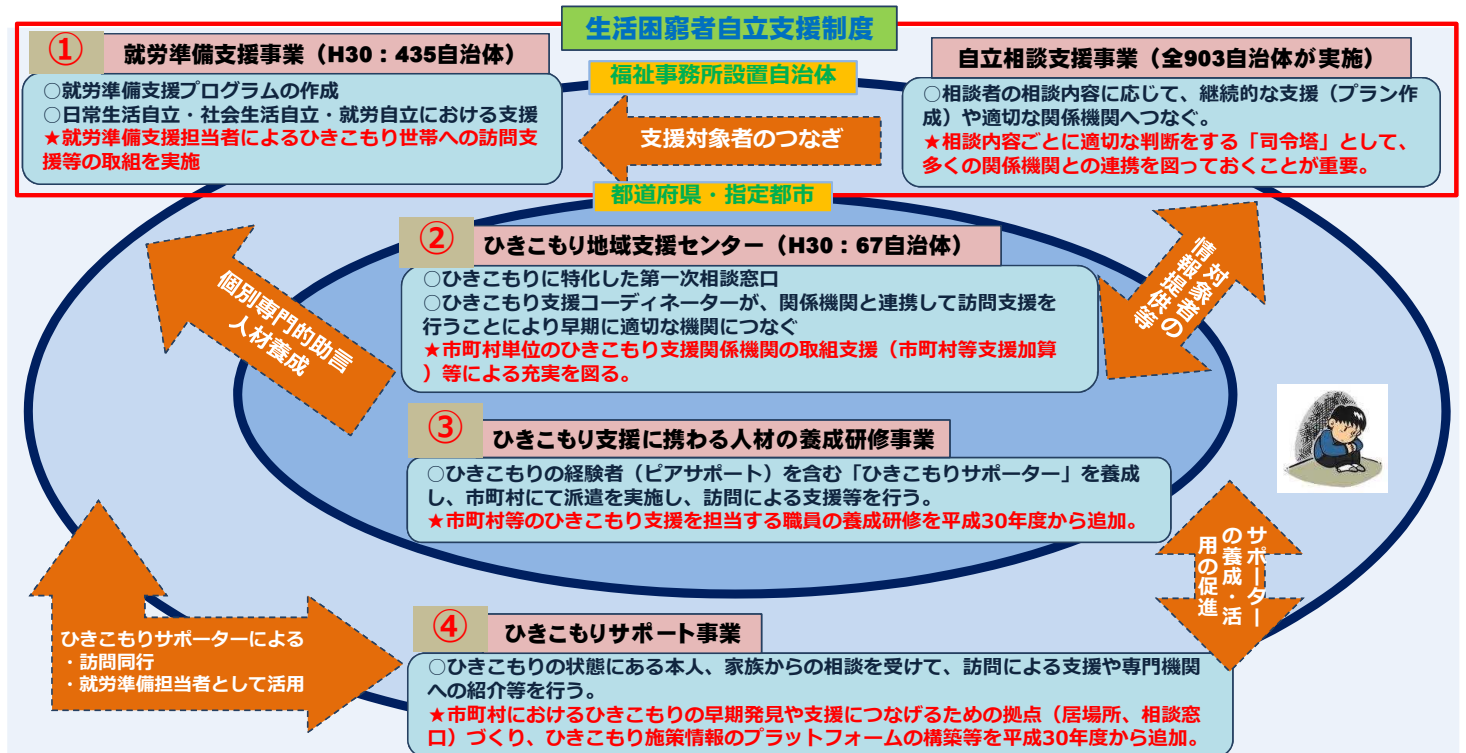 生活困窮者自立支援制度
① 就労準備支援事業（H30：435自治体）
○就労準備支援プログラムの作成
○日常生活自立・社会生活自立・就労自立における支援
★就労準備支援担当者によるひきこもり世帯への訪問支
援等の取組を実施
福祉事務所設置自治体
支援対象者のつなぎ
自立相談支援事業（全903自治体が実施）
○相談者の相談内容に応じて、継続的な支援（プラン作
成）や適切な関係機関へつなぐ。
★相談内容ごとに適切な判断をする「司令塔」として、
多くの関係機関との連携を図っておくことが重要。
都道府県・指定都市
② ひきこもり地域支援センター（H30：67自治体）
○ひきこもりに特化した第一次相談窓口
○ひきこもり支援コーディネーターが、関係機関と連携して訪問支援を
行うことにより早期に適切な機関につなぐ
★市町村単位のひきこもり支援関係機関の取組支援（市町村等支援加算
）等による充実を図る。
個別専門的助言
人材養成
対象者の
情報提供等
③ ひきこもり支援に携わる人材の養成研修事業
○ひきこもりの経験者（ピアサポート）を含む「ひきこもりサポーター」を養成
し、市町村にて派遣を実施し、訪問による支援等を行う。
★市町村等のひきこもり支援を担当する職員の養成研修を平成30年度から追加。
サポーター
の養成・活
用の促進
ひきこもりサポーターによる
・訪問同行
・就労準備担当者として活用
④ ひきこもりサポート事業
○ひきこもりの状態にある本人、家族からの相談を受けて、訪問による支援や専門機関
への紹介等を行う。
★市町村におけるひきこもりの早期発見や支援につなげるための拠点（居場所、相談窓
口）づくり、ひきこもり施策情報のプラットフォームの構築等を平成30年度から追加。